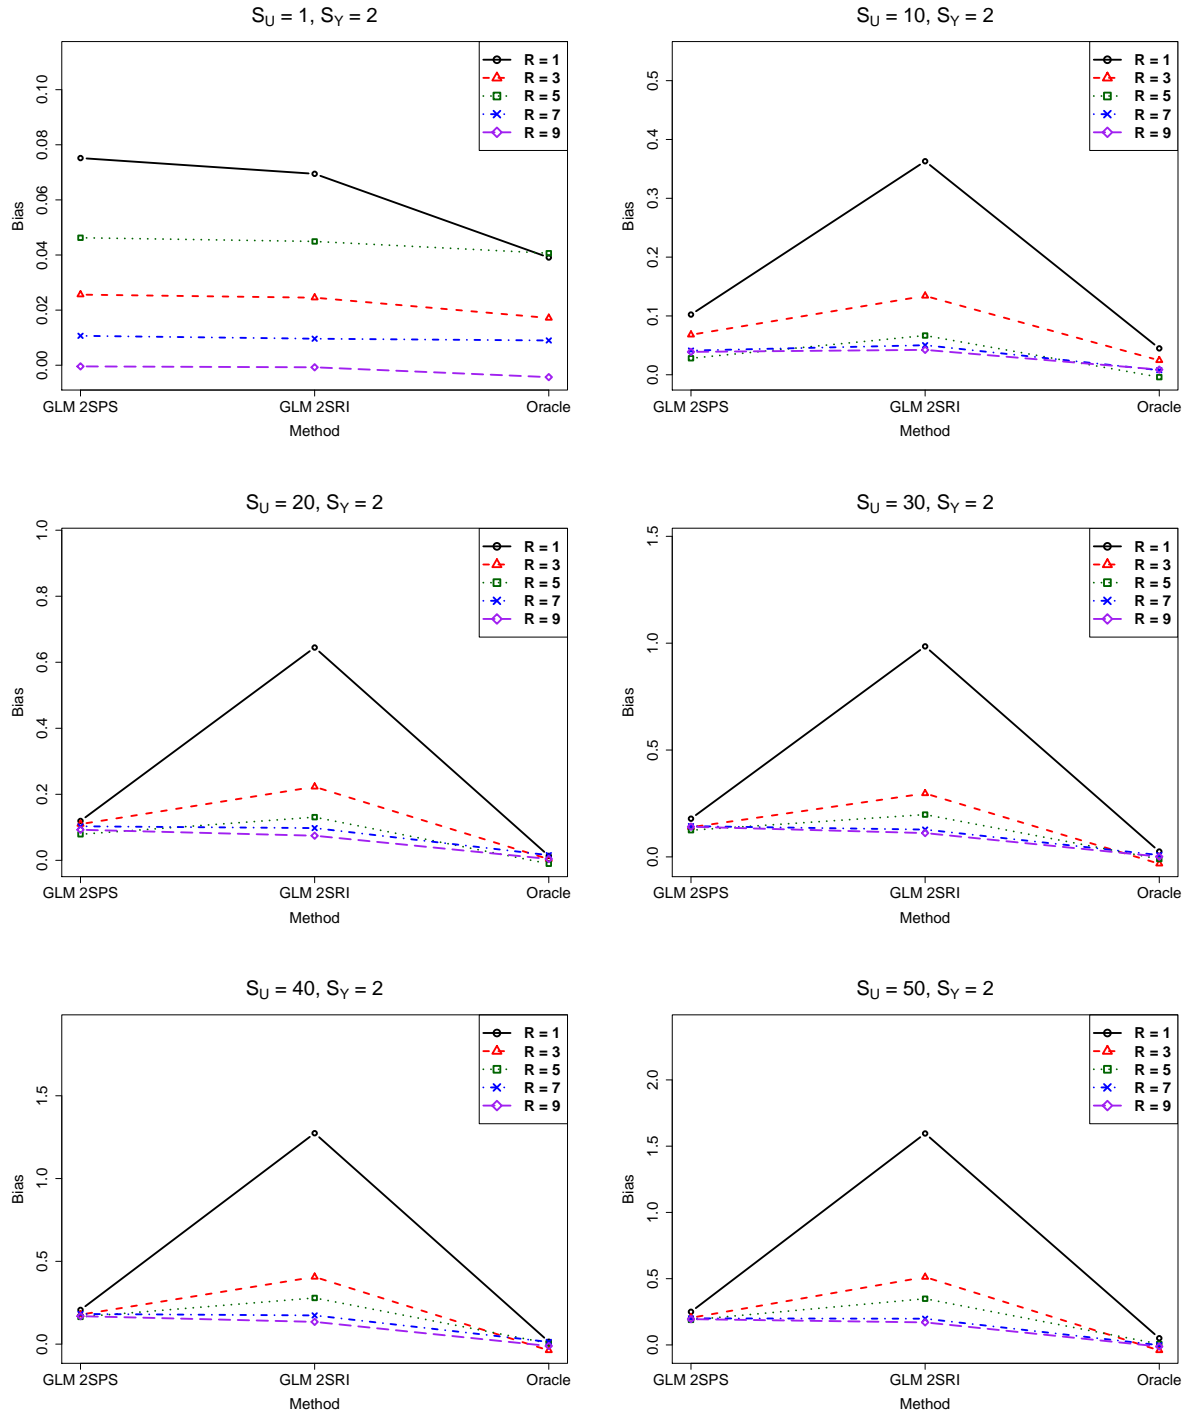 S_U = 1, S_Y = 2
Bias
0.00 0.02 0.04 0.06 0.08 0.10
R = 1
R = 3
R = 5
R = 7
R = 9
GLM 2SPS GLM 2SRI Oracle
Method
S_U = 10, S_Y = 2
Bias
0.0 0.1 0.2 0.3 0.4 0.5
R = 1
R = 3
R = 5
R = 7
R = 9
GLM 2SPS GLM 2SRI Oracle
Method
S_U = 20, S_Y = 2
Bias
0.0 0.2 0.4 0.6 0.8 1.0
R = 1
R = 3
R = 5
R = 7
R = 9
GLM 2SPS GLM 2SRI Oracle
Method
S_U = 30, S_Y = 2
Bias
0.0 0.5 1.0 1.5
R = 1
R = 3
R = 5
R = 7
R = 9
GLM 2SPS GLM 2SRI Oracle
Method
S_U = 40, S_Y = 2
Bias
0.0 0.5 1.0 1.5
R = 1
R = 3
R = 5
R = 7
R = 9
GLM 2SPS GLM 2SRI Oracle
Method
S_U = 50, S_Y = 2
Bias
0.0 0.5 1.0 1.5 2.0
R = 1
R = 3
R = 5
R = 7
R = 9
GLM 2SPS GLM 2SRI Oracle
Method